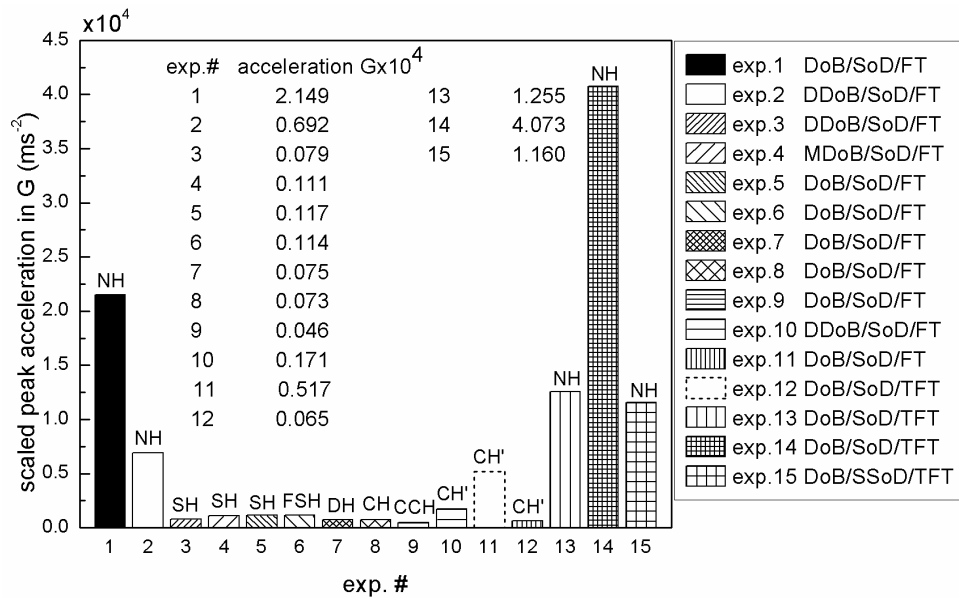 x10⁴
scaled peak acceleration in G (ms⁻²)
4.5
4.0
3.5
3.0
2.5
2.0
1.5
1.0
0.5
0.0
exp.# acceleration Gx10⁴
1 2.149 13 1.255
2 0.692 14 4.073
3 0.079 15 1.160
4 0.111
5 0.117
6 0.114
7 0.075
8 0.073
9 0.046
10 0.171
11 0.517
12 0.065
NH
NH
SH
SH
SH
FSH
DH
CH
CCH
CH'
CH'
CH'
NH
NH
NH
1 2 3 4 5 6 7 8 9 10 11 12 13 14 15
exp. #
exp.1 DoB/SoD/FT
exp.2 DDoB/SoD/FT
exp.3 DDoB/SoD/FT
exp.4 MDoB/SoD/FT
exp.5 DoB/SoD/FT
exp.6 DoB/SoD/FT
exp.7 DoB/SoD/FT
exp.8 DoB/SoD/FT
exp.9 DoB/SoD/FT
exp.10 DDoB/SoD/FT
exp.11 DoB/SoD/FT
exp.12 DoB/SoD/TFT
exp.13 DoB/SoD/TFT
exp.14 DoB/SoD/TFT
exp.15 DoB/SSoD/TFT